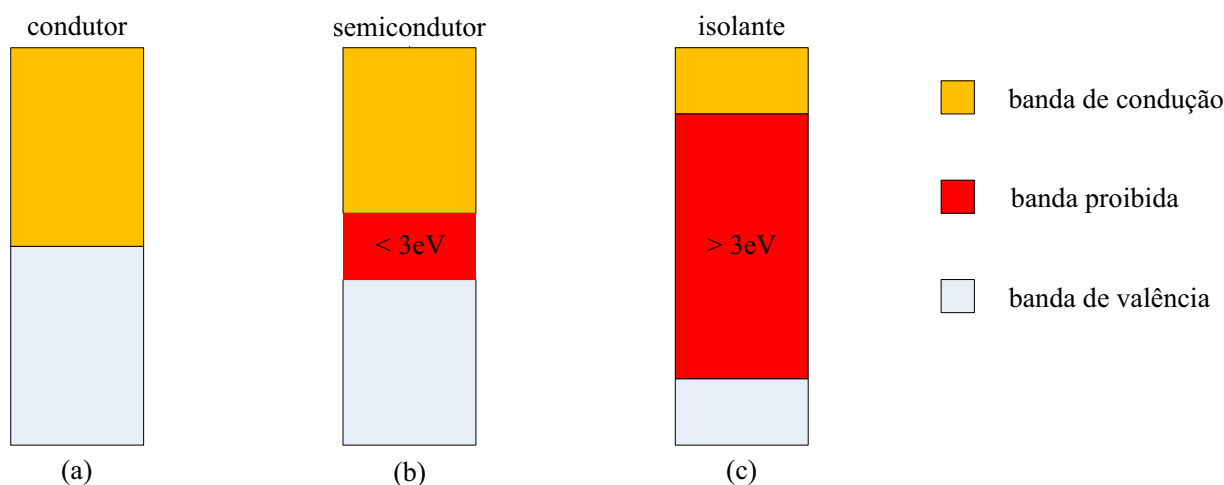 condutor
semicondutor
isolante
banda de condução
banda proibida
< 3eV
> 3eV
banda de valência
(a)
(b)
(c)